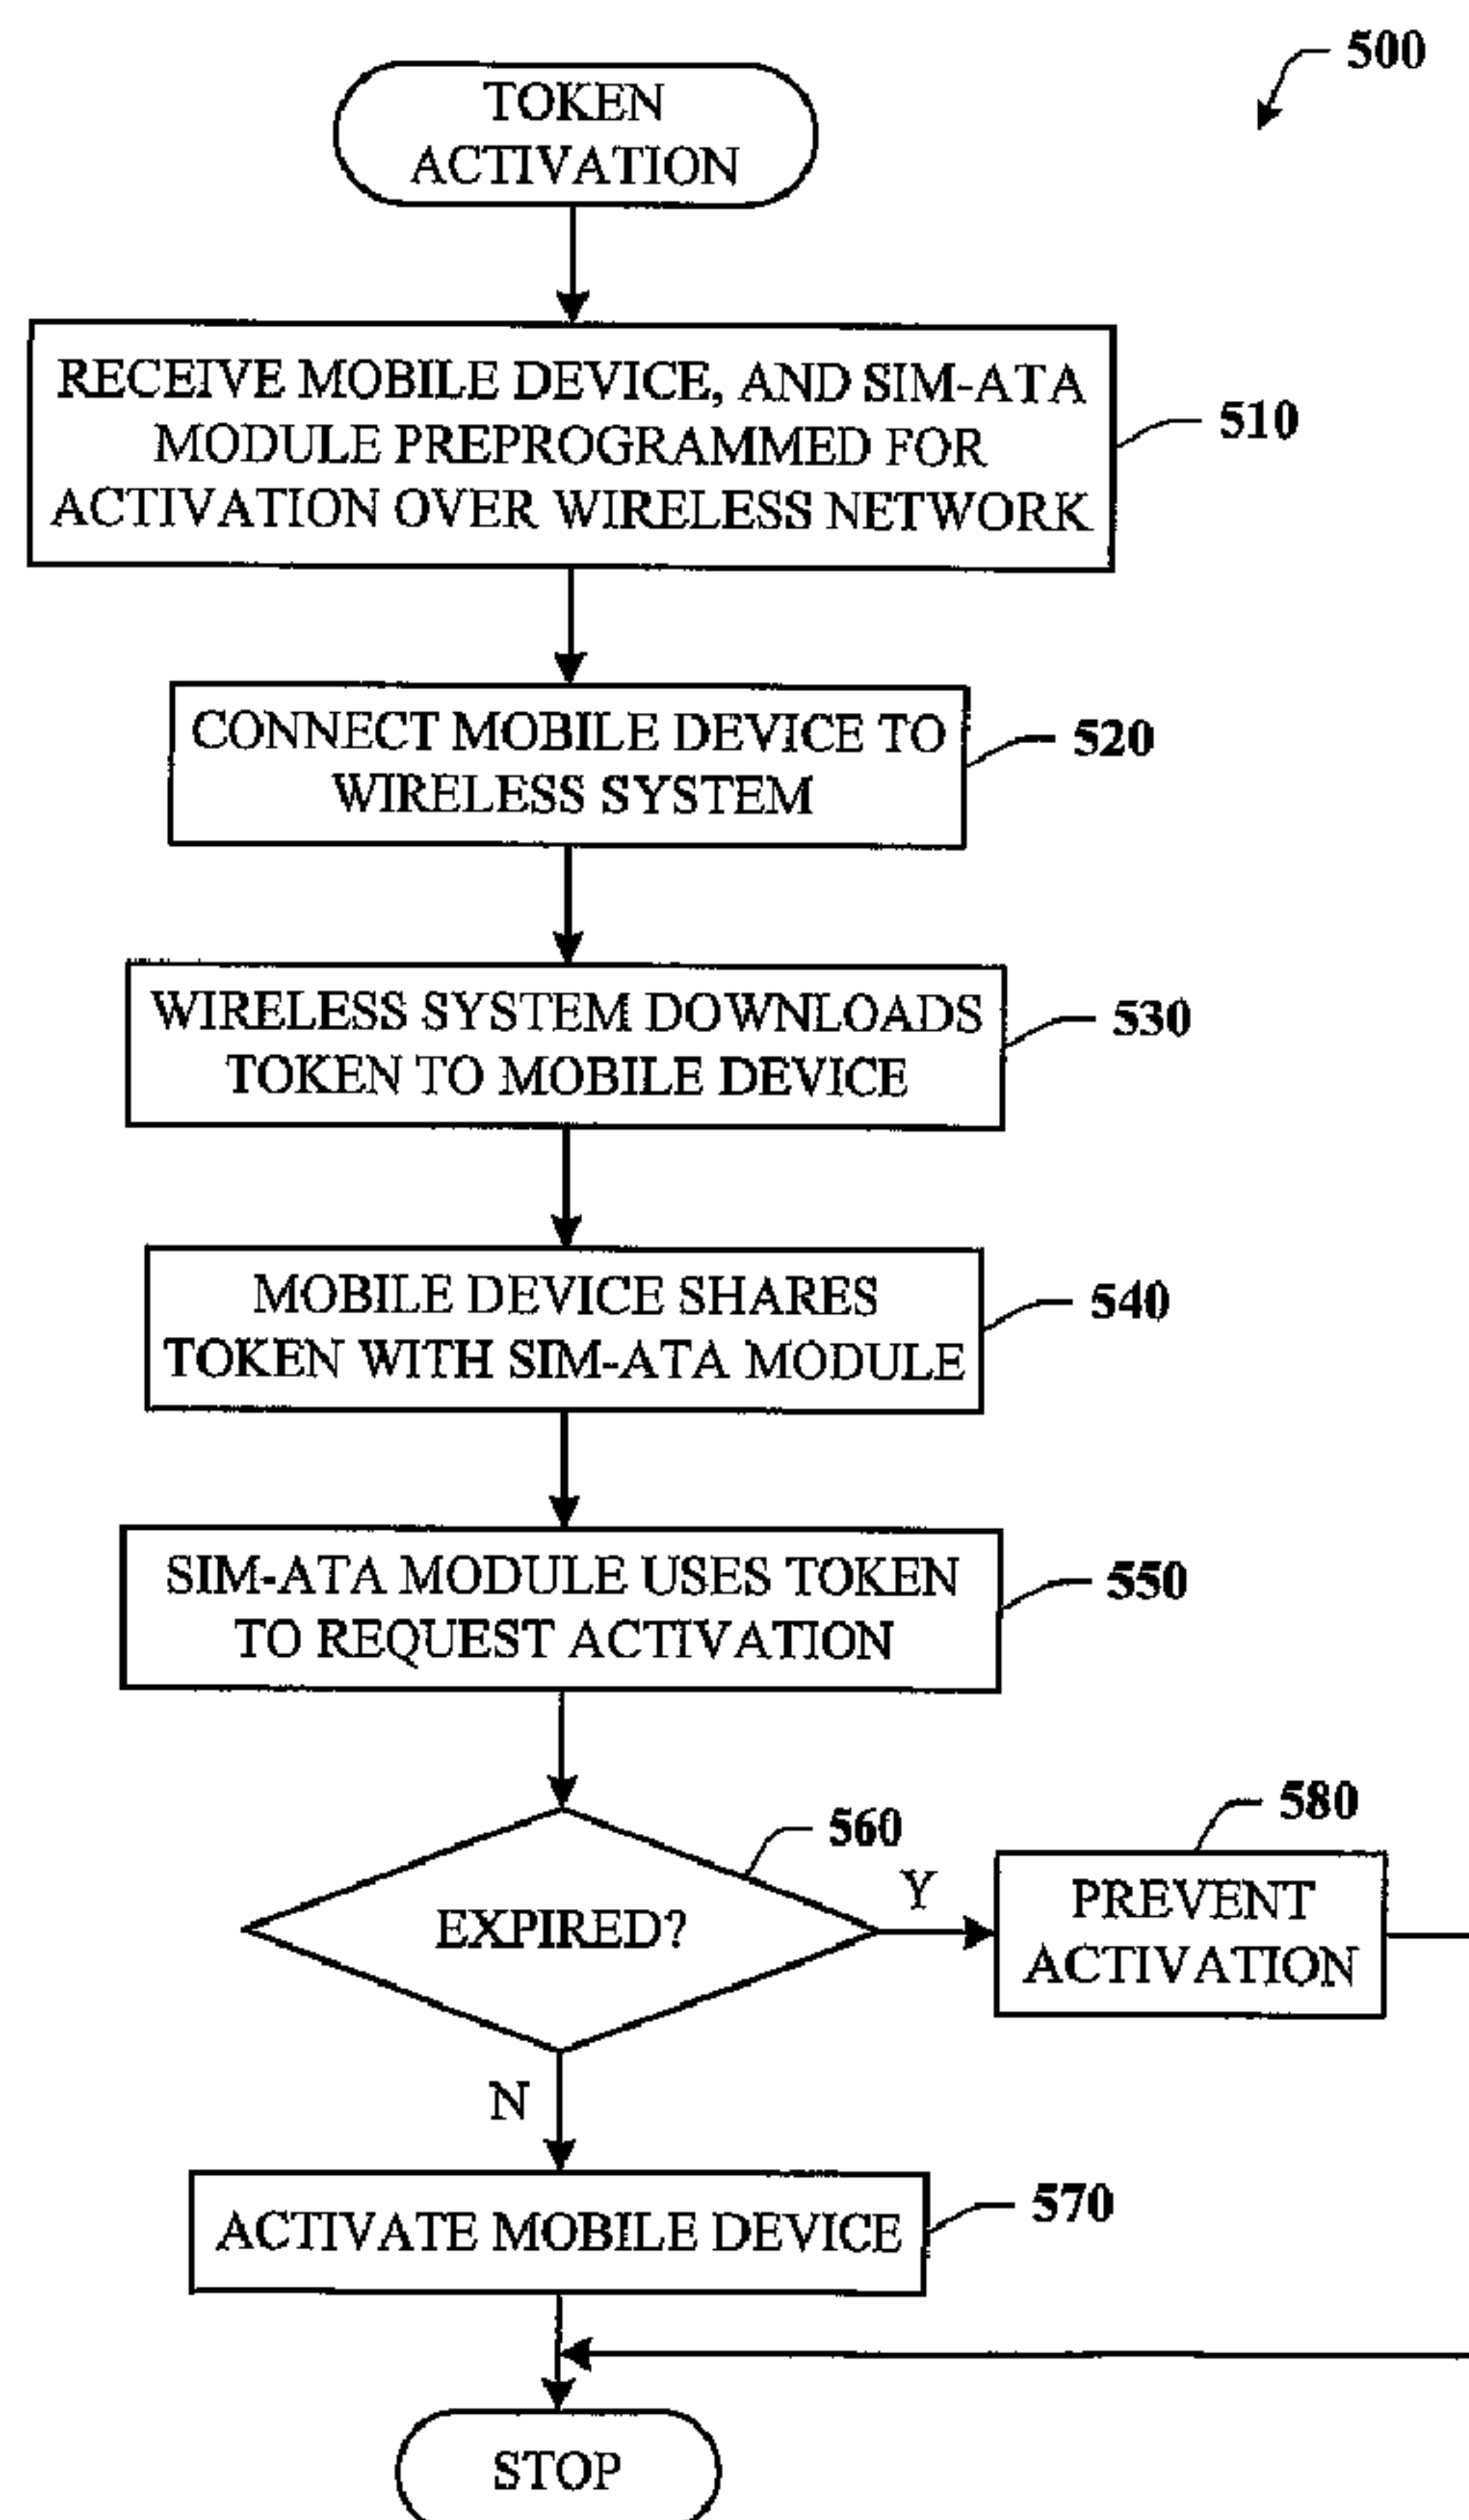 500
TOKEN
ACTIVATION
RECEIVE MOBILE DEVICE, AND SIM-ATA
MODULE PREPROGRAMMED FOR
ACTIVATION OVER WIRELESS NETWORK
510
CONNECT MOBILE DEVICE TO
WIRELESS SYSTEM
520
WIRELESS SYSTEM DOWNLOADS
TOKEN TO MOBILE DEVICE
530
MOBILE DEVICE SHARES
TOKEN WITH SIM-ATA MODULE
540
SIM-ATA MODULE USES TOKEN
TO REQUEST ACTIVATION
550
EXPIRED?
560
Y
580
PREVENT
ACTIVATION
N
ACTIVATE MOBILE DEVICE
570
STOP